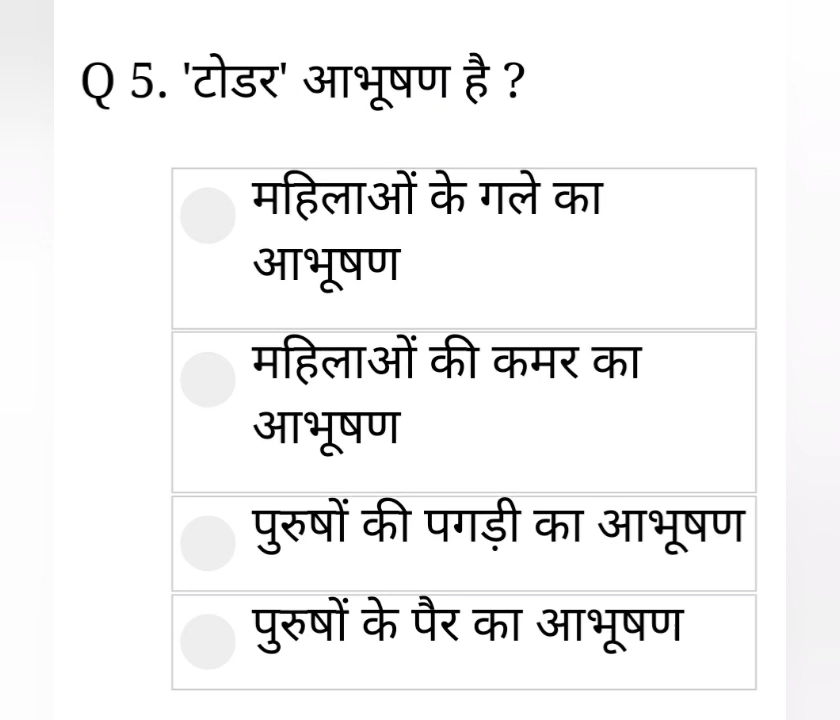 Q 5. 'टोडर' आभूषण है ?
महिलाओं के गले का
आभूषण
महिलाओं की कमर का
आभूषण
पुरुषों की पगड़ी का आभूषण
पुरुषों के पैर का आभूषण